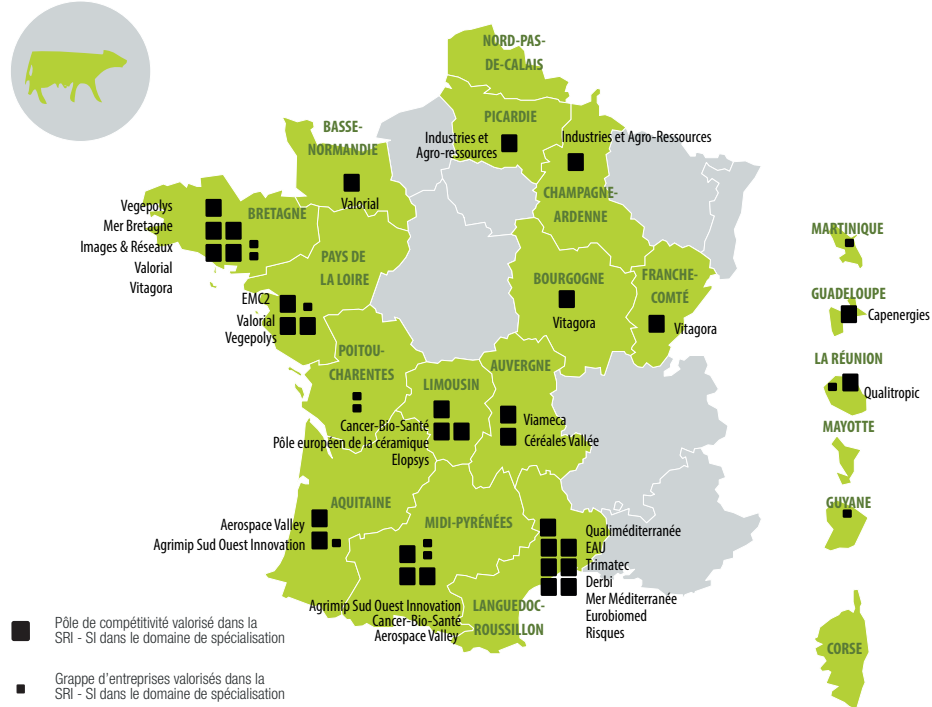 NORD-PAS-
DE-CALAIS
PICARDIE
Industries et
Agro-ressources
Industries et Agro-Ressources
CHAMPAGNE-
ARDENNE
BASSE-
NORMANDIE
Valorial
BRETAGNE
Vegepolys
Mer Bretagne
Images & Réseaux
Valorial
Vitagora
PAYS DE
LA LOIRE
EMC2
Valorial
Vegepolys
BOURGOGNE
Vitagora
FRANCHE-
COMTÉ
Vitagora
POITOU-
CHARENTES
LIMOUSIN
Cancer-Bio-Santé
Pôle européen de la céramique
Elopsys
AUVERGNE
Viameca
Céréales Vallée
AQUITAINE
Aerospace Valley
Agrimip Sud Ouest Innovation
MIDI-PYRÉNÉES
Agrimip Sud Ouest Innovation
Cancer-Bio-Santé
Aerospace Valley
LANGUEDOC-
ROUSSILLON
Qualiméditerranée
EAU
Trimatec
Derbi
Mer Méditerranée
Eurobiomed
Risques
MARTINIQUE
GUADELOUPE
Capenergies
LA RÉUNION
Qualitropic
MAYOTTE
GUYANE
CORSE
Pôle de compétitivité valorisé dans la
SRI - SI dans le domaine de spécialisation
Grappe d'entreprises valorisés dans la
SRI - SI dans le domaine de spécialisation